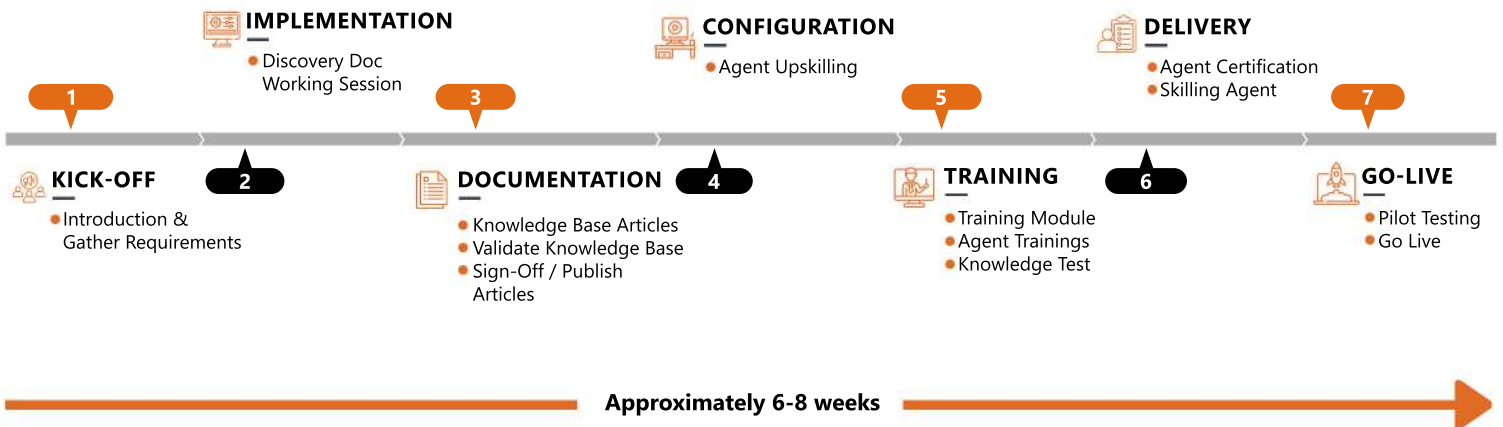 1
KICK-OFF
Introduction &
Gather Requirements
2
IMPLEMENTATION
Discovery Doc
Working Session
3
DOCUMENTATION
Knowledge Base Articles
Validate Knowledge Base
Sign-Off / Publish
Articles
4
CONFIGURATION
Agent Upskilling
5
TRAINING
Training Module
Agent Trainings
Knowledge Test
6
DELIVERY
Agent Certification
Skilling Agent
7
GO-LIVE
Pilot Testing
Go Live
Approximately 6-8 weeks